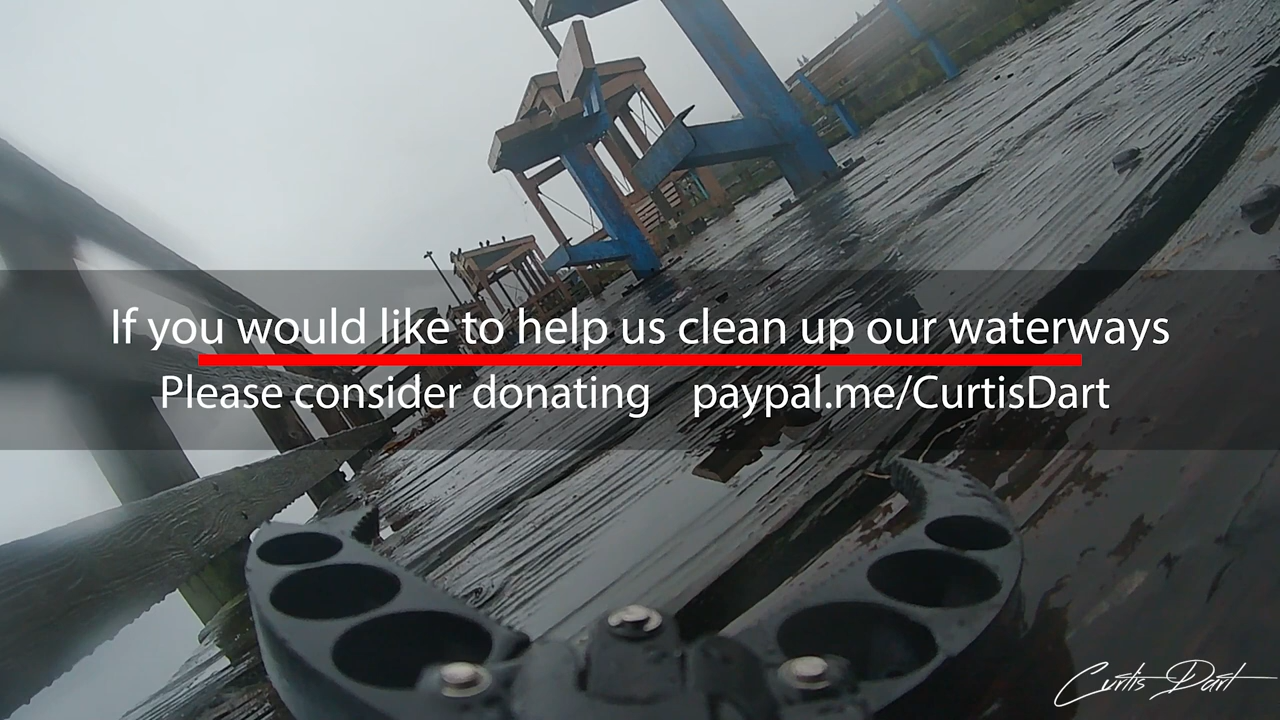 If you would like to help us clean up our waterways
Please consider donating paypal.me/CurtisDart
Curtis Dart